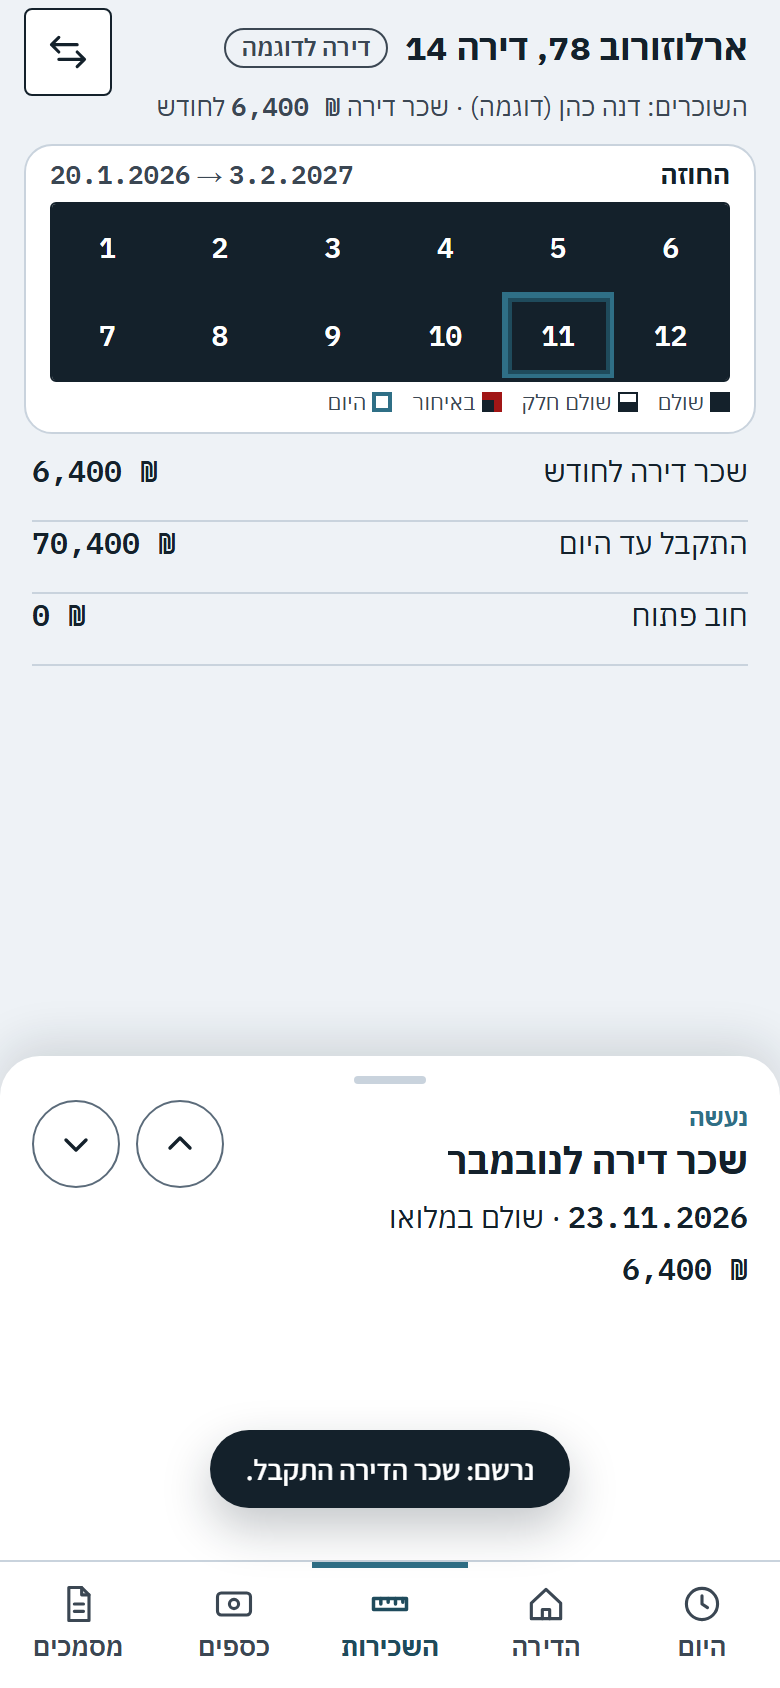 ארלוזורוב 78, דירה 14 דירה לדוגמה
השוכרים: דנה כהן (דוגמה) · שכר דירה ₪ 6,400 לחודש
החוזה 20.1.2026 → 3.2.2027
1 2 3 4 5 6
7 8 9 10 11 12
שולם שולם חלק באיחור היום
שכר דירה לחודש ₪ 6,400
התקבל עד היום ₪ 70,400
חוב פתוח ₪ 0
נעשה
שכר דירה לנובמבר
23.11.2026 · שולם במלואו
₪ 6,400
נרשם: שכר הדירה התקבל.
היום הדירה השכירות כספים מסמכים